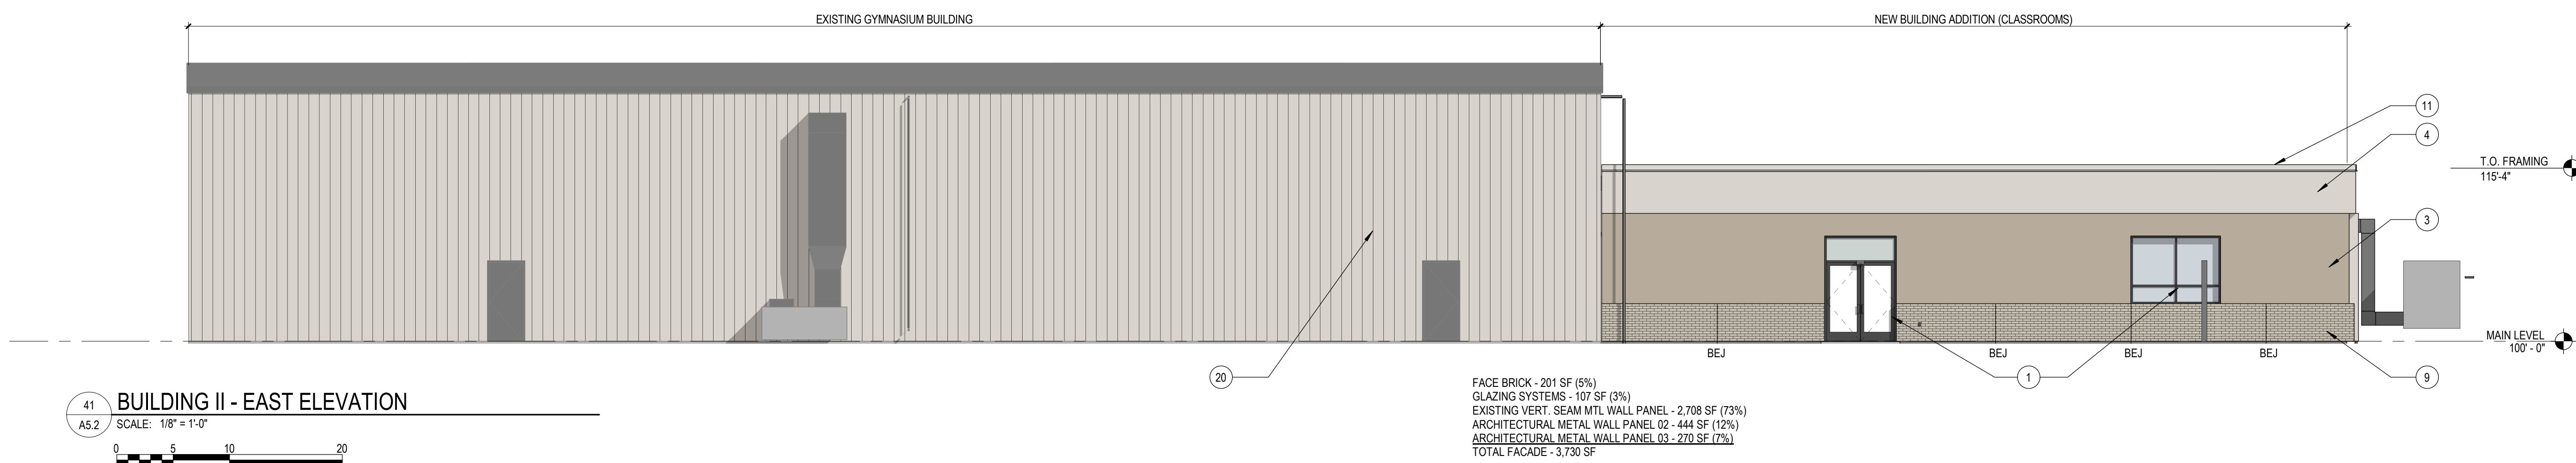 EXISTING GYMNASIUM BUILDING
NEW BUILDING ADDITION (CLASSROOMS)
11
4
T.O. FRAMING
115'-4"
3
MAIN LEVEL
100' - 0"
BEJ
BEJ
BEJ
BEJ
20
1
9
FACE BRICK - 201 SF (5%)
GLAZING SYSTEMS - 107 SF (3%)
EXISTING VERT. SEAM MTL WALL PANEL - 2,708 SF (73%)
ARCHITECTURAL METAL WALL PANEL 02 - 444 SF (12%)
ARCHITECTURAL METAL WALL PANEL 03 - 270 SF (7%)
TOTAL FACADE - 3,730 SF
41
A5.2
BUILDING II - EAST ELEVATION
SCALE: 1/8" = 1'-0"
0 5 10 20